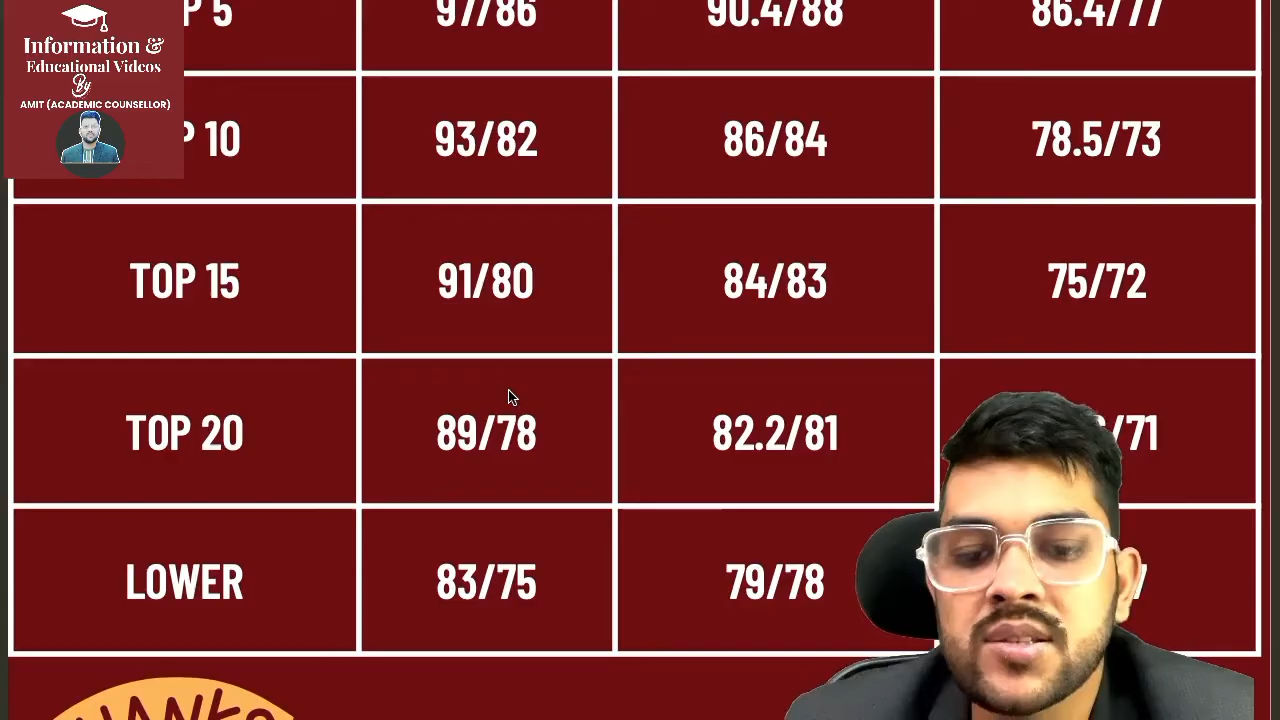 Information &
Educational Videos
By
AMIT (ACADEMIC COUNSELLOR)
P 5 97/86 90.4/88 86.4/77
P 10 93/82 86/84 78.5/73
TOP 15 91/80 84/83 75/72
TOP 20 89/78 82.2/81 /71
LOWER 83/75 79/78
HANKS